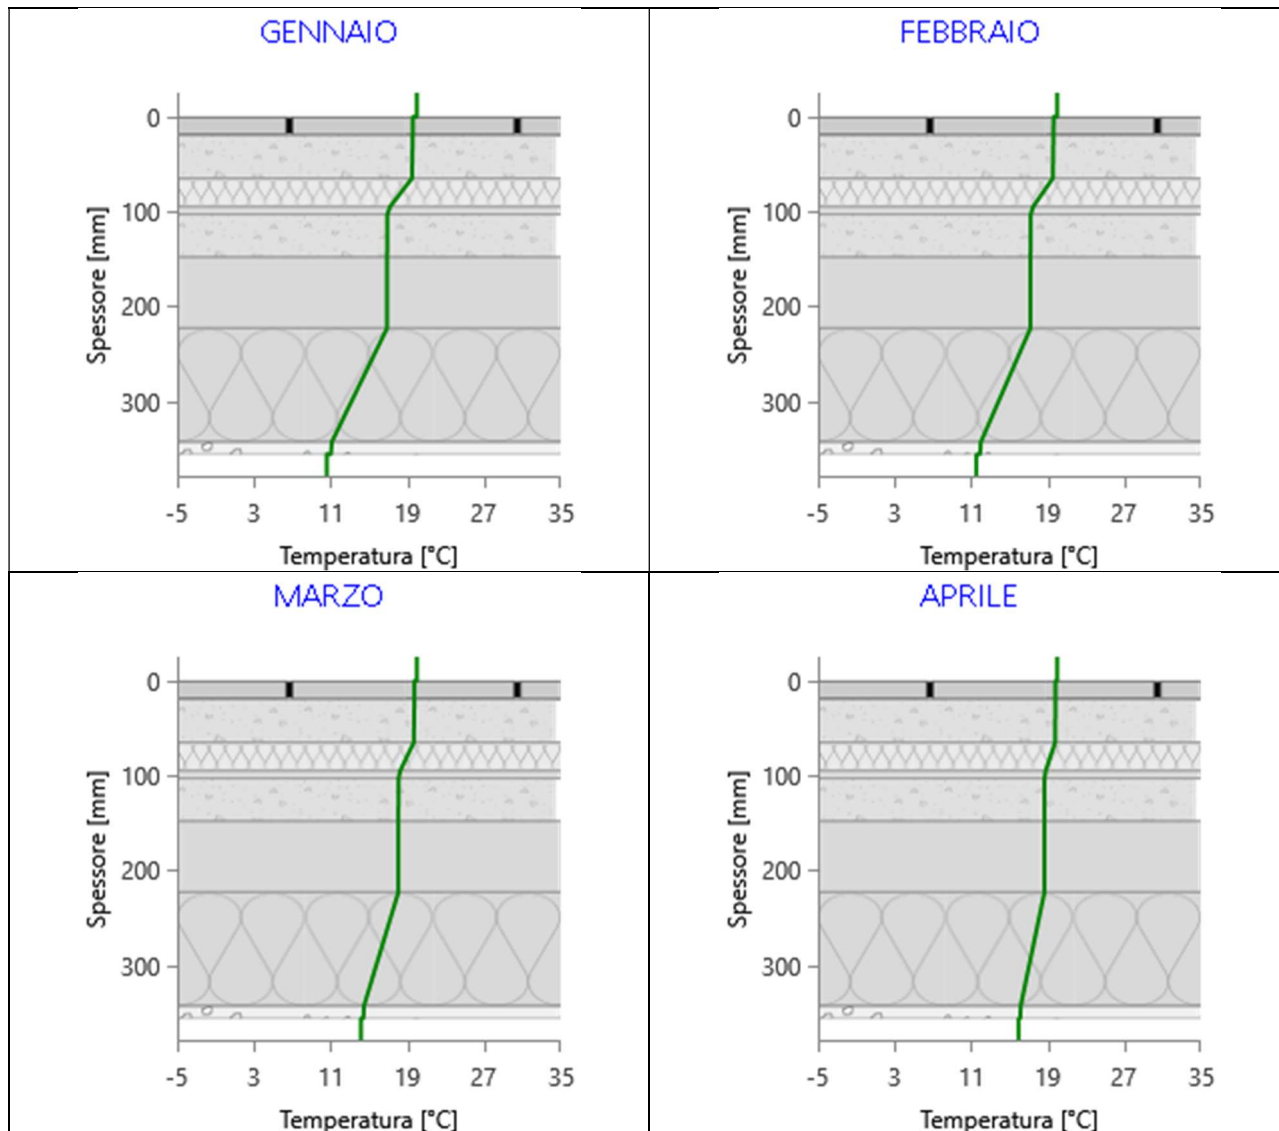 GENNAIO
0
100
200
300
Spessore [mm]
-5 3 11 19 27 35
Temperatura [°C]
FEBBRAIO
0
100
200
300
Spessore [mm]
-5 3 11 19 27 35
Temperatura [°C]
MARZO
0
100
200
300
Spessore [mm]
-5 3 11 19 27 35
Temperatura [°C]
APRILE
0
100
200
300
Spessore [mm]
-5 3 11 19 27 35
Temperatura [°C]